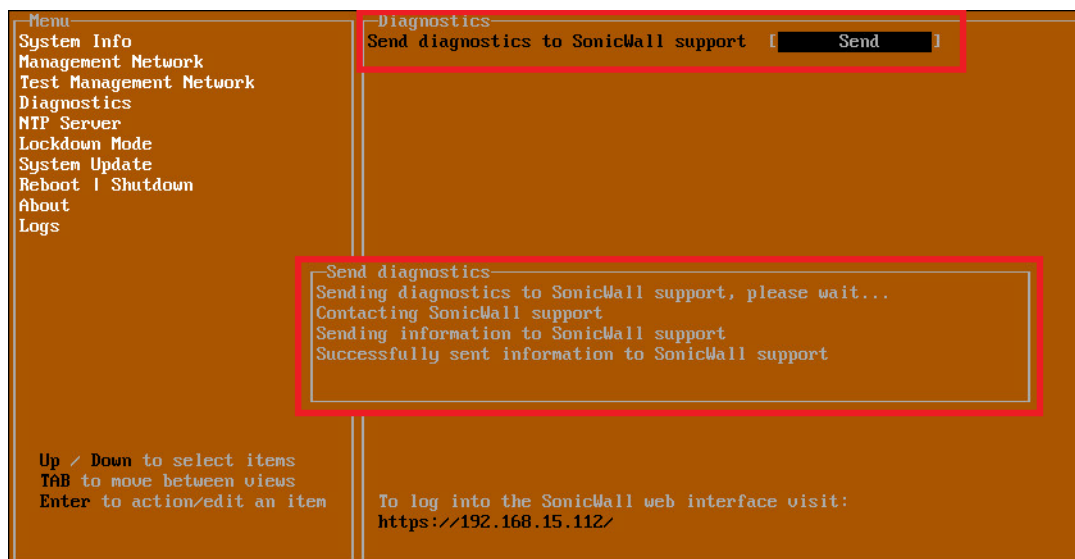 Menu
System Info
Management Network
Test Management Network
Diagnostics
NTP Server
Lockdown Mode
System Update
Reboot | Shutdown
About
Logs
Diagnostics
Send diagnostics to SonicWall support [ Send ]
Send diagnostics
Sending diagnostics to SonicWall support, please wait...
Contacting SonicWall support
Sending information to SonicWall support
Successfully sent information to SonicWall support
Up / Down to select items
TAB to move between views
Enter to action/edit an item
To log into the SonicWall web interface visit:
https://192.168.15.112/